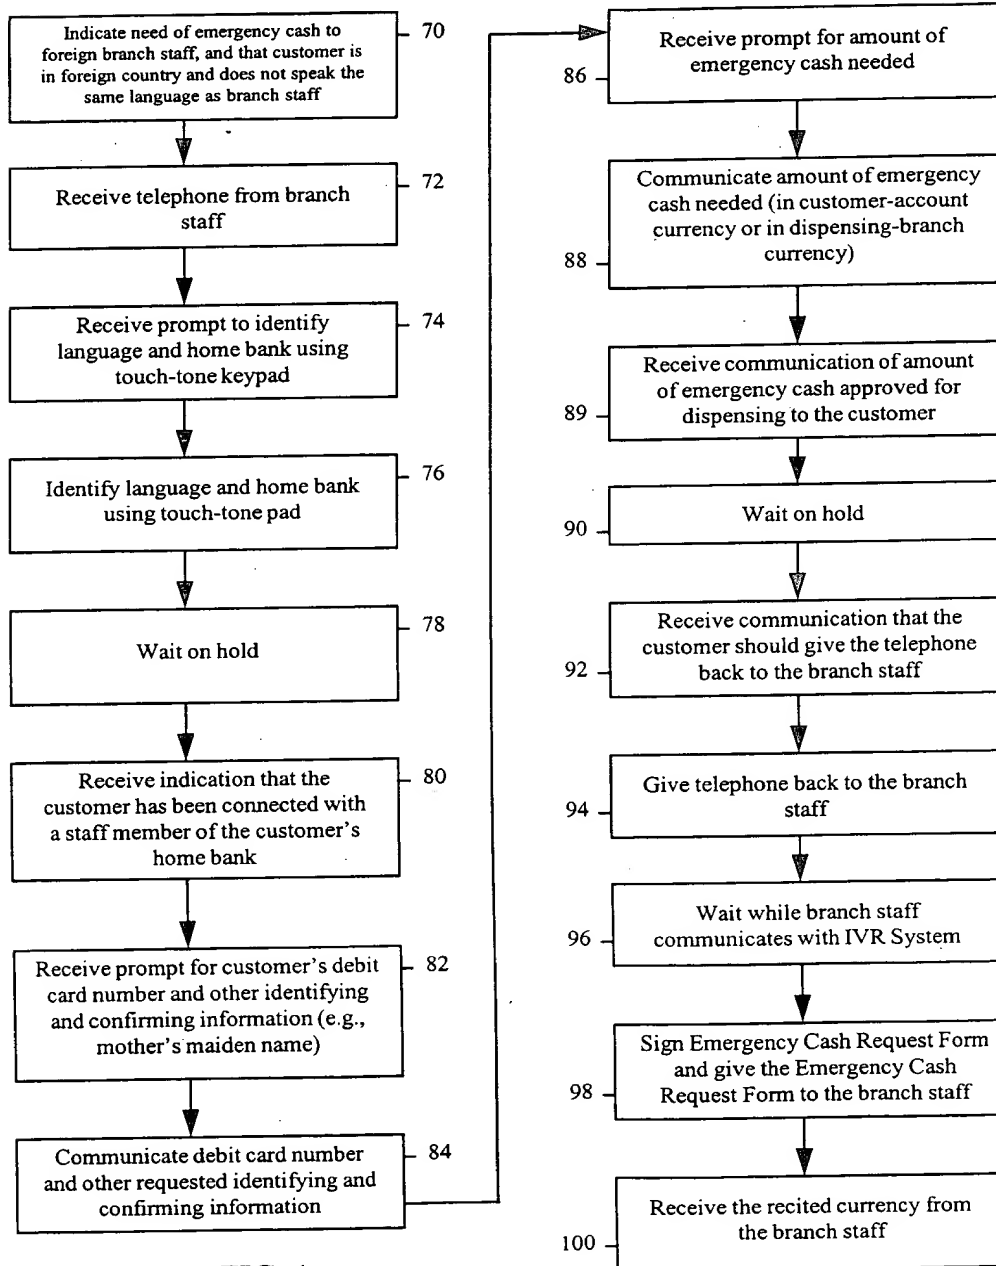 Indicate need of emergency cash to
foreign branch staff, and that customer is
in foreign country and does not speak the
same language as branch staff
70
Receive telephone from branch
staff
72
Receive prompt to identify
language and home bank using
touch-tone keypad
74
Identify language and home bank
using touch-tone pad
76
Wait on hold
78
Receive indication that the
customer has been connected with
a staff member of the customer's
home bank
80
Receive prompt for customer's debit
card number and other identifying
and confirming information (e.g.,
mother's maiden name)
82
Communicate debit card number
and other requested identifying and
confirming information
84
Receive prompt for amount of
emergency cash needed
86
Communicate amount of emergency
cash needed (in customer-account
currency or in dispensing-branch
currency)
88
Receive communication of amount
of emergency cash approved for
dispensing to the customer
89
Wait on hold
90
Receive communication that the
customer should give the telephone
back to the branch staff
92
Give telephone back to the branch
staff
94
Wait while branch staff
communicates with IVR System
96
Sign Emergency Cash Request Form
and give the Emergency Cash
Request Form to the branch staff
98
Receive the recited currency from
the branch staff
100